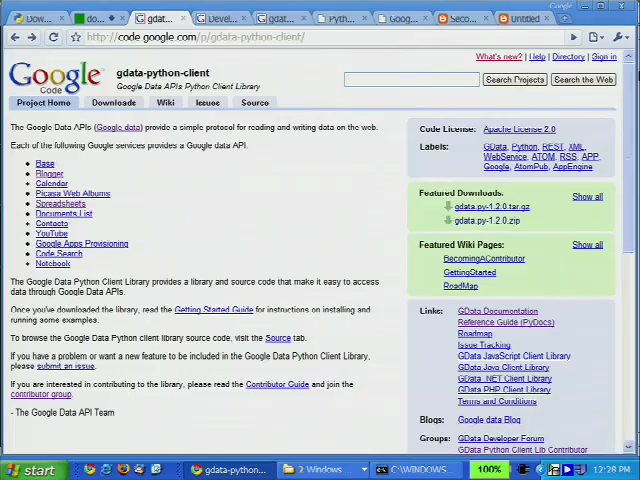 Dow...
do...
gdat...
Devel...
gdat...
Pyth...
Goog...
Seco...
Untitled
Google
http://code.google.com/p/gdata-python-client/
What's new? | Help | Directory | Sign in
Google
Code
gdata-python-client
Google Data APIs Python Client Library
Search Projects
Search the Web
Project Home
Downloads
Wiki
Issues
Source
The Google Data APIs (Google data) provide a simple protocol for reading and writing data on the web.
Each of the following Google services provides a Google data API.
Base
Blogger
Calendar
Picasa Web Albums
Spreadsheets
Documents List
Contacts
YouTube
Google Apps Provisioning
Code Search
Notebook
The Google Data Python Client Library provides a library and source code that make it easy to access
data through Google Data APIs.
Once you've downloaded the library, read the Getting Started Guide for instructions on installing and
running some examples.
To browse the Google Data Python client library source code, visit the Source tab.
If you have a problem or want a new feature to be included in the Google Data Python Client Library,
please submit an issue.
If you are interested in contributing to the library, please read the Contributor Guide and join the
contributor group.
- The Google Data API Team
Code License: Apache License 2.0
Labels: GData, Python, REST, XML,
WebService, ATOM, RSS, APP,
Google, AtomPub, AppEngine
Featured Downloads: Show all
gdata.py-1.2.0.tar.gz
gdata.py-1.2.0.zip
Featured Wiki Pages: Show all
BecomingAContributor
GettingStarted
RoadMap
Links: GData Documentation
Reference Guide (PyDocs)
Roadmap
Issue Tracking
GData JavaScript Client Library
GData Java Client Library
GData .NET Client Library
GData PHP Client Library
Terms and Conditions
Blogs: Google data Blog
Groups: GData Developer Forum
GData Python Client Lib Contributor
start
gdata-python...
2 Windows...
C:\WINDOWS...
100%
12:28 PM